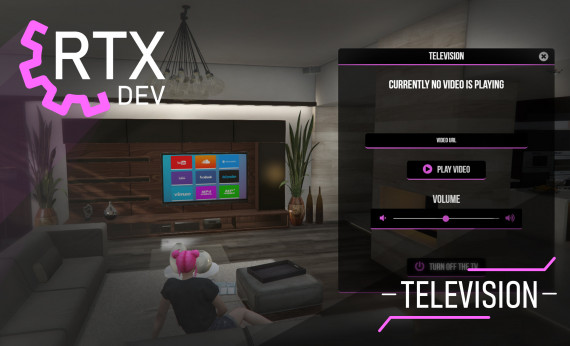 RTX
DEV
TELEVISION
CURRENTLY NO VIDEO IS PLAYING
VIDEO URL
PLAY VIDEO
VOLUME
TURN OFF THE TV
TELEVISION